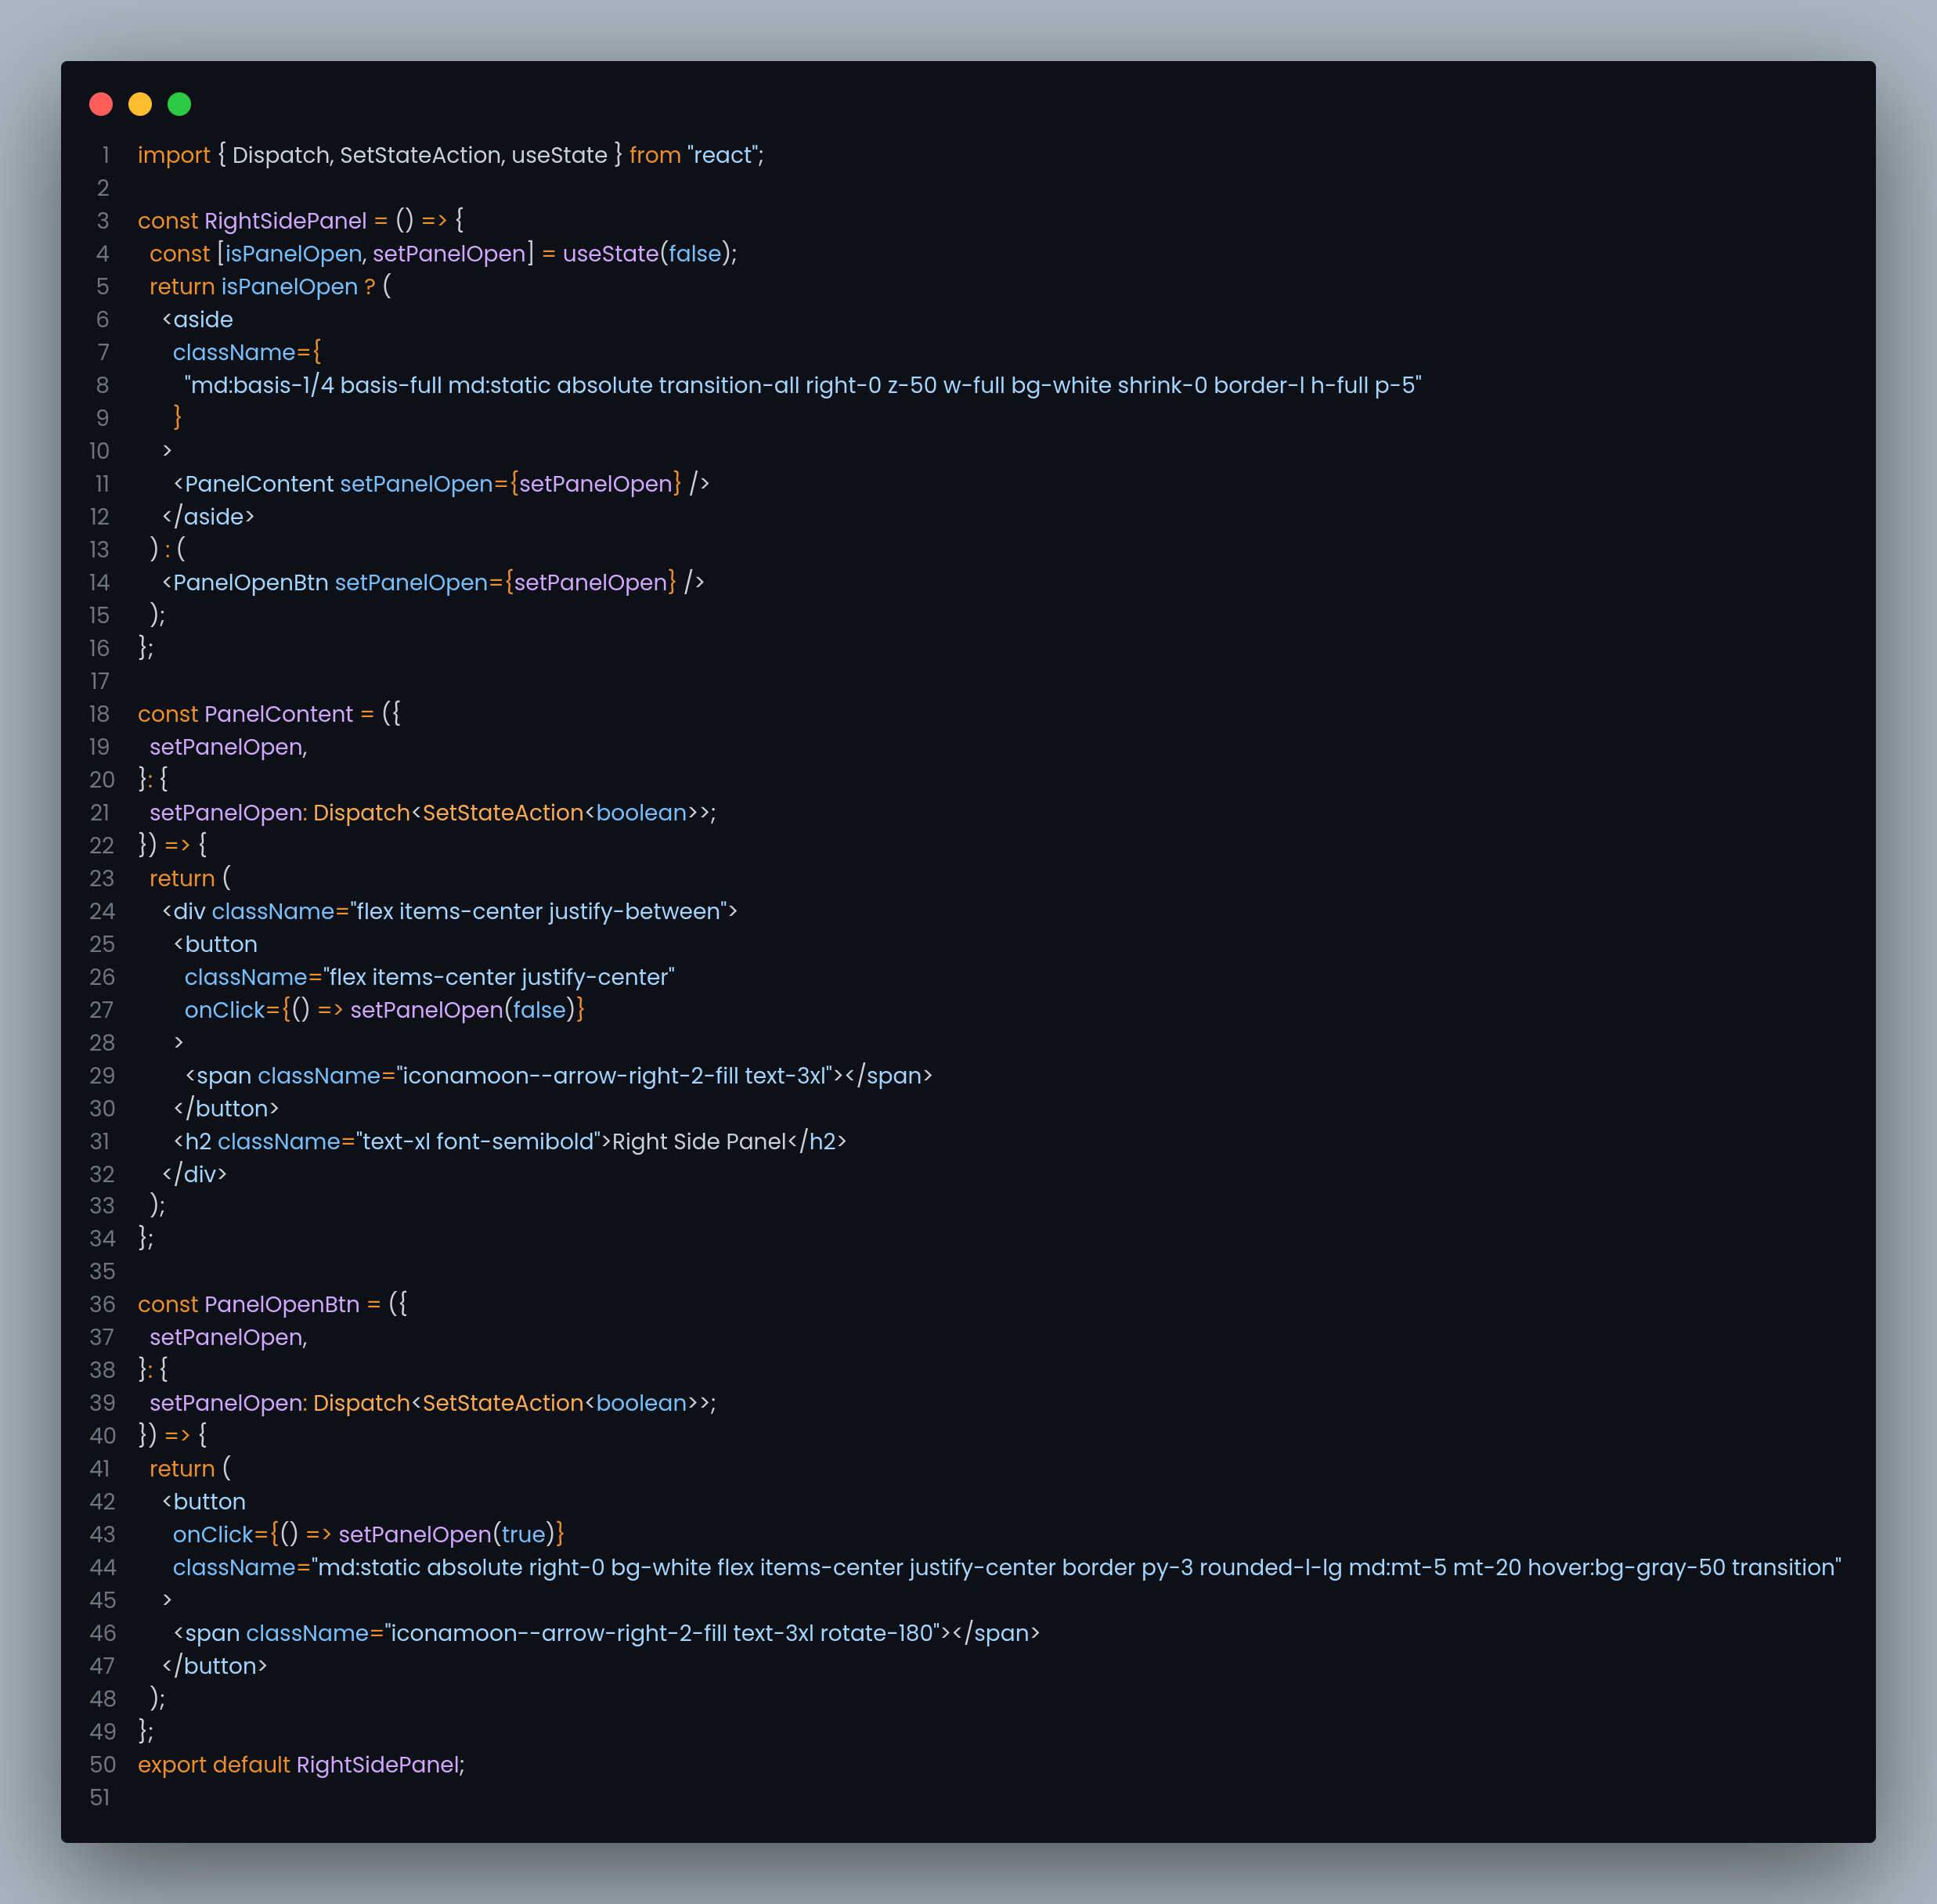 1 import { Dispatch, SetStateAction, useState } from "react";
2
3 const RightSidePanel = () => {
4   const [isPanelOpen, setPanelOpen] = useState(false);
5   return isPanelOpen ? (
6     <aside
7       className={
8         "md:basis-1/4 basis-full md:static absolute transition-all right-0 z-50 w-full bg-white shrink-0 border-l h-full p-5"
9       }
10     >
11       <PanelContent setPanelOpen={setPanelOpen} />
12     </aside>
13   ) : (
14     <PanelOpenBtn setPanelOpen={setPanelOpen} />
15   );
16 };
17
18 const PanelContent = ({
19   setPanelOpen,
20 }: {
21   setPanelOpen: Dispatch<SetStateAction<boolean>>;
22 }) => {
23   return (
24     <div className="flex items-center justify-between">
25       <button
26         className="flex items-center justify-center"
27         onClick={() => setPanelOpen(false)}
28       >
29         <span className="iconamoon--arrow-right-2-fill text-3xl"></span>
30       </button>
31       <h2 className="text-xl font-semibold">Right Side Panel</h2>
32     </div>
33   );
34 };
35
36 const PanelOpenBtn = ({
37   setPanelOpen,
38 }: {
39   setPanelOpen: Dispatch<SetStateAction<boolean>>;
40 }) => {
41   return (
42     <button
43       onClick={() => setPanelOpen(true)}
44       className="md:static absolute right-0 bg-white flex items-center justify-center border py-3 rounded-l-lg md:mt-5 mt-20 hover:bg-gray-50 transition"
45     >
46       <span className="iconamoon--arrow-right-2-fill text-3xl rotate-180"></span>
47     </button>
48   );
49 };
50 export default RightSidePanel;
51